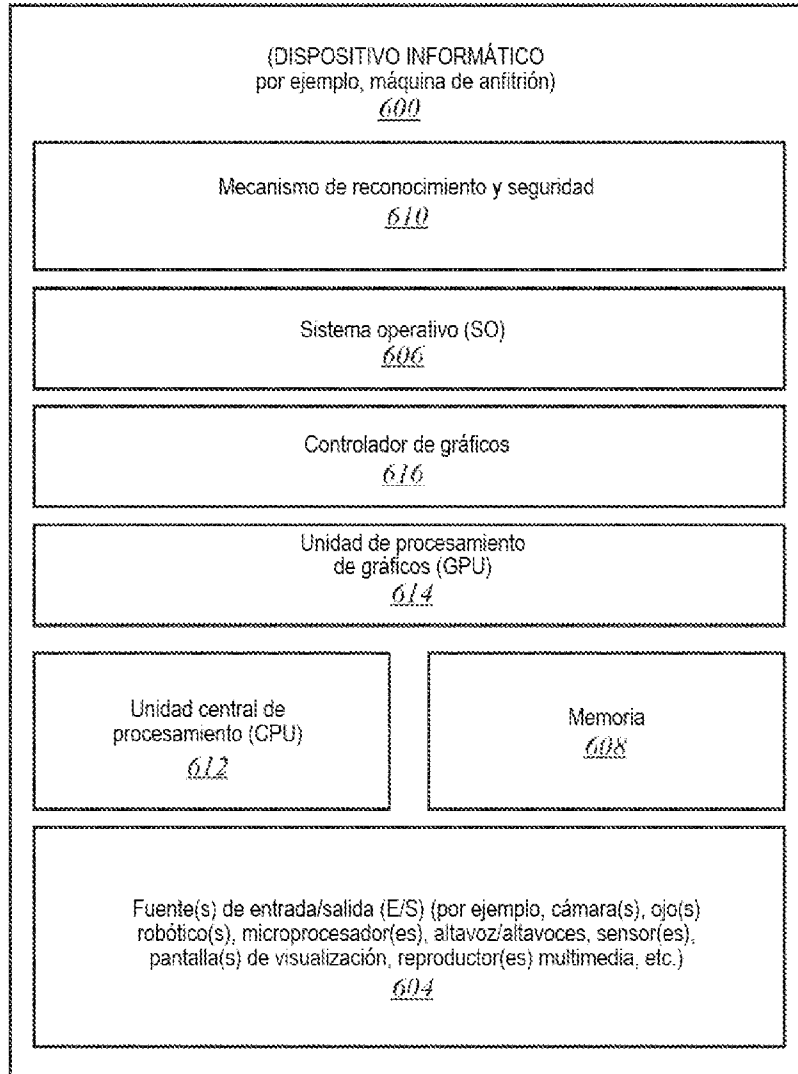 (DISPOSITIVO INFORMÁTICO
por ejemplo, máquina de anfitrión)
600
Mecanismo de reconocimiento y seguridad
610
Sistema operativo (SO)
606
Controlador de gráficos
616
Unidad de procesamiento
de gráficos (GPU)
614
Unidad central de
procesamiento (CPU)
612
Memoria
608
Fuente(s) de entrada/salida (E/S) (por ejemplo, cámara(s), ojo(s)
robótico(s), microprocesador(es), altavoz/altavoces, sensor(es),
pantalla(s) de visualización, reproductor(es) multimedia, etc.)
604